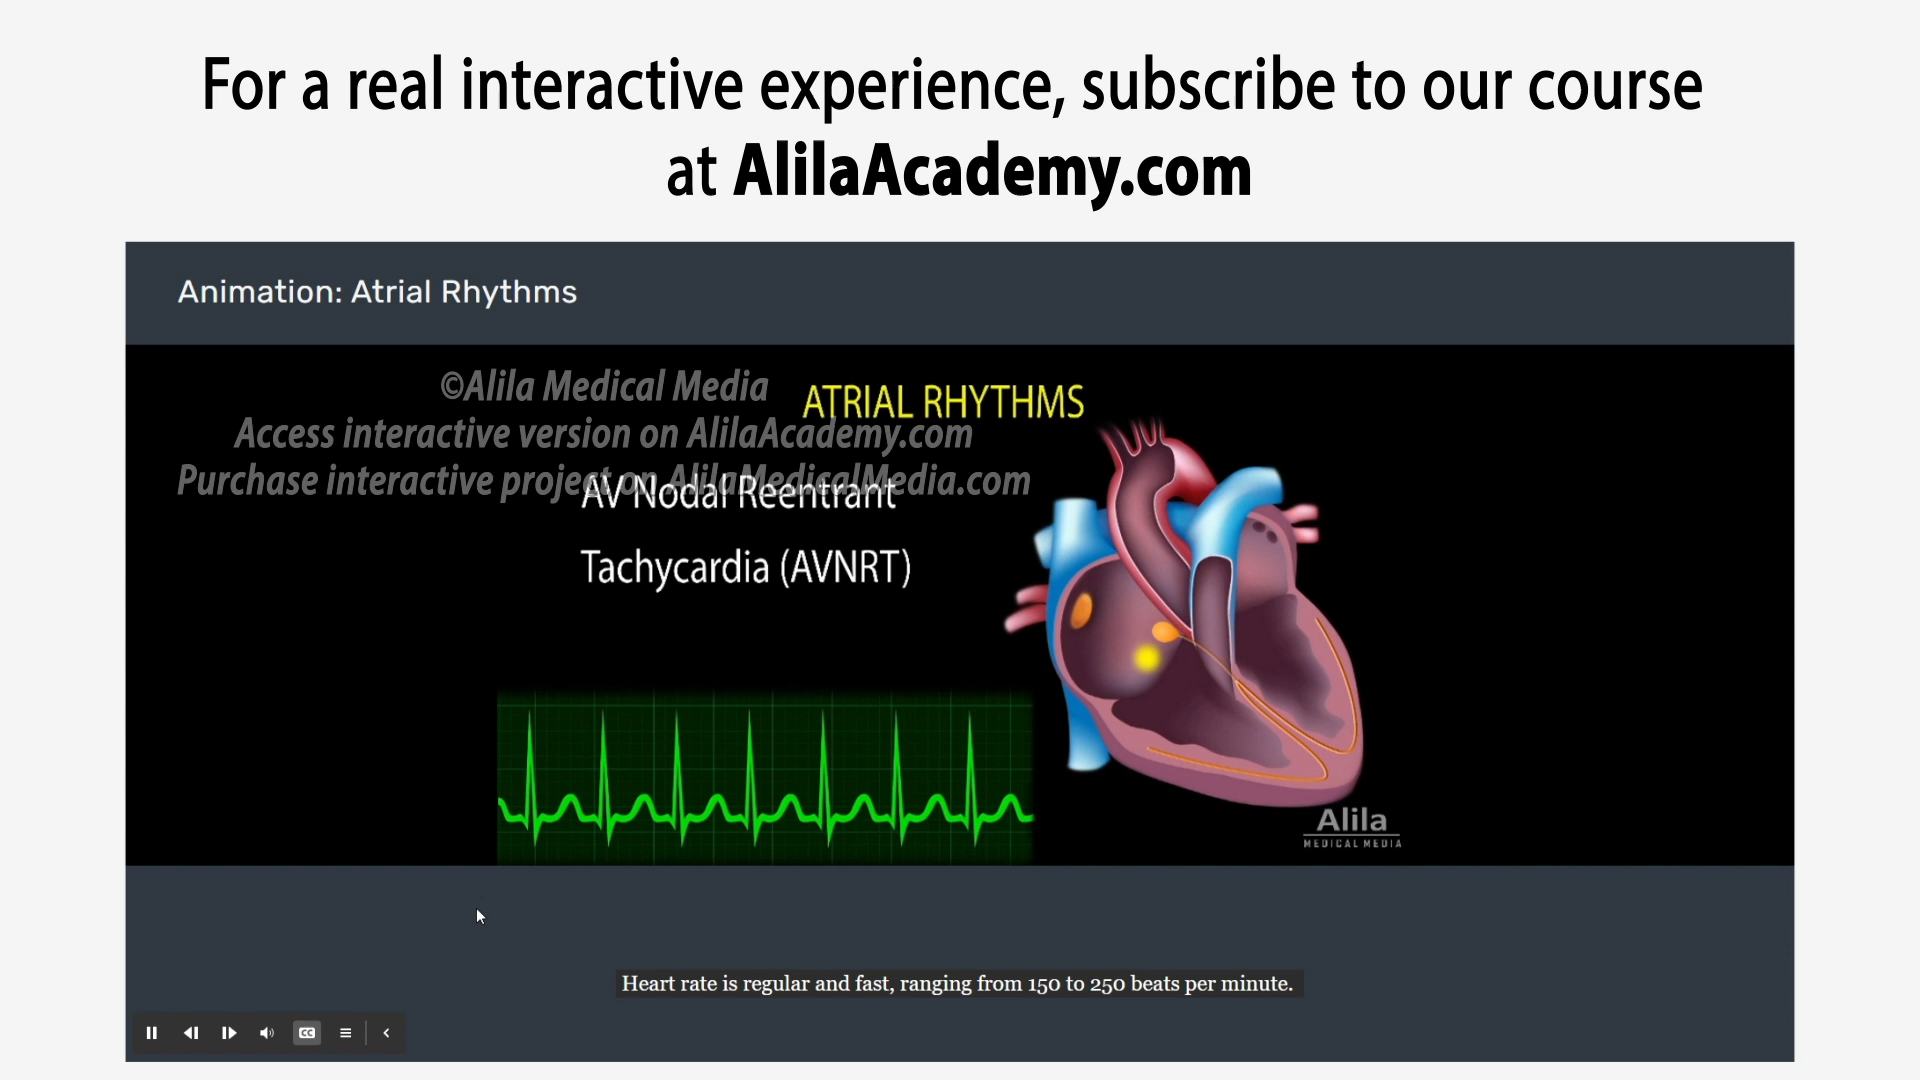 For a real interactive experience, subscribe to our course
at AlilaAcademy.com
Animation: Atrial Rhythms
©Alila Medical Media
ATRIAL RHYTHMS
Access interactive version on AlilaAcademy.com
Purchase interactive project on AlilaMedicalMedia.com
AV Nodal Reentrant
Tachycardia (AVNRT)
Alila
MEDICAL MEDIA
Heart rate is regular and fast, ranging from 150 to 250 beats per minute.
CC